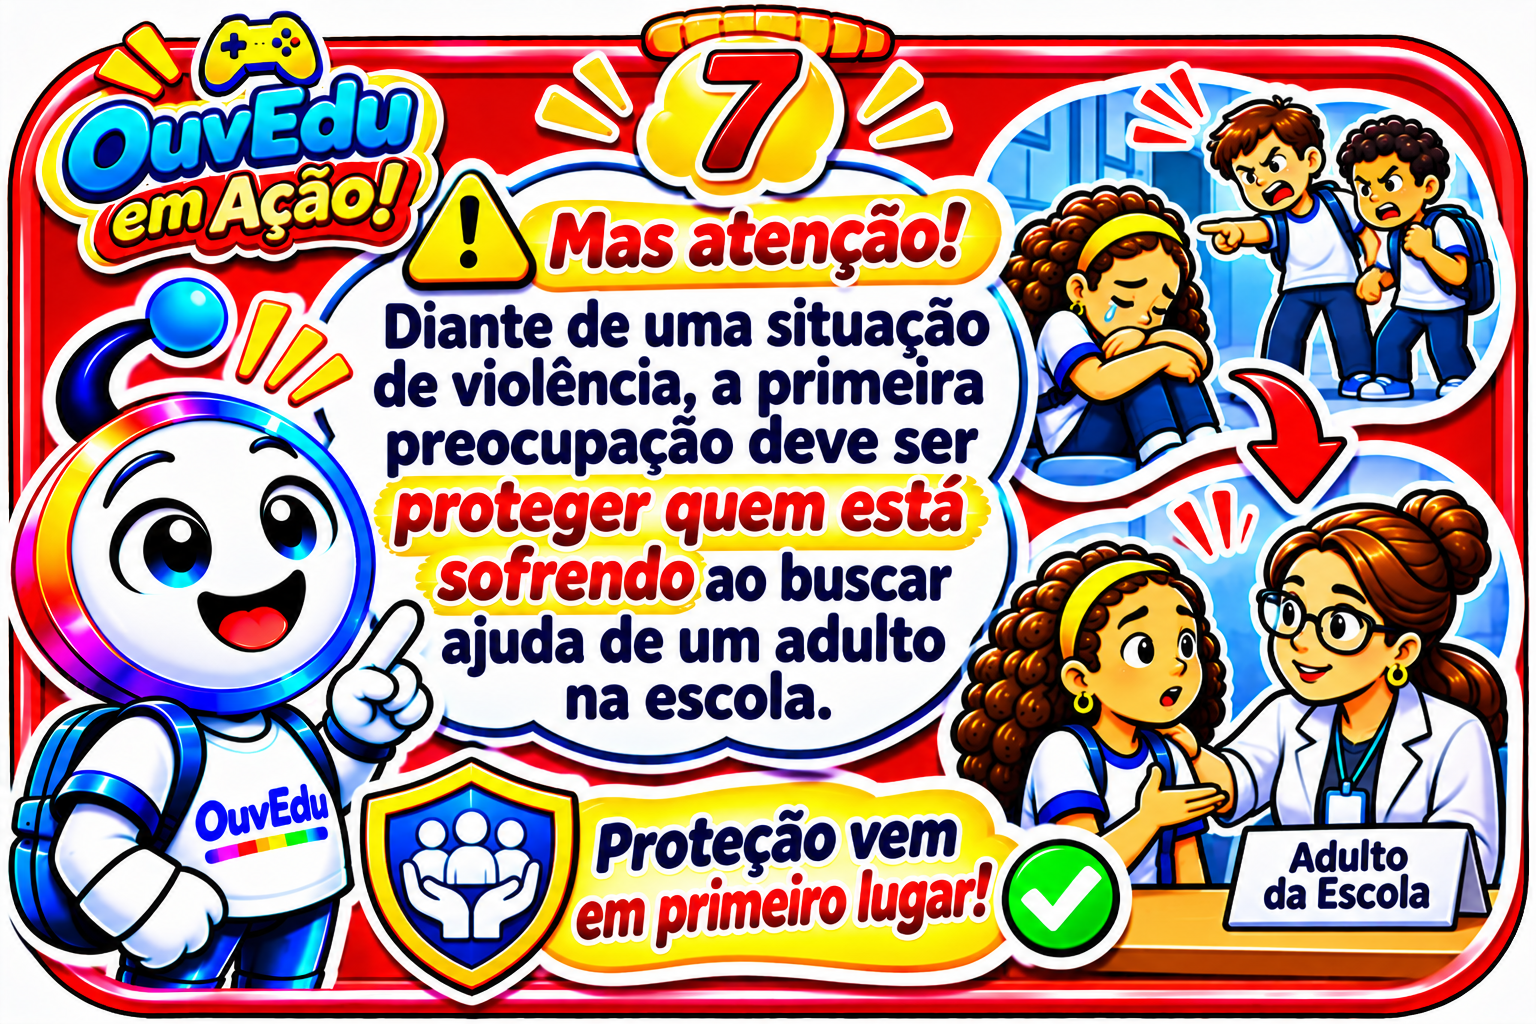 OuvEdu
em Ação!
7
Mas atenção!
Diante de uma situação
de violência, a primeira
preocupação deve ser
proteger quem está
sofrendo ao buscar
ajuda de um adulto
na escola.
OuvEdu
Proteção vem
em primeiro lugar!
Adulto
da Escola